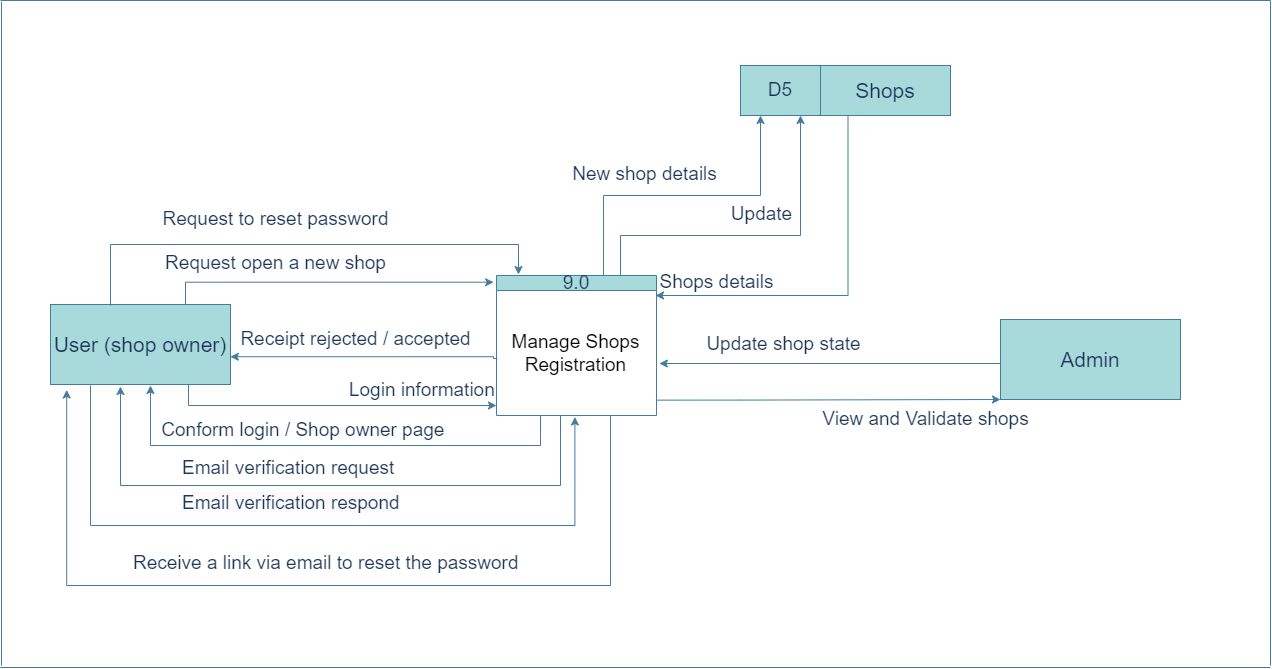 D5
Shops
New shop details
Update
Request to reset password
Request open a new shop
9.0
Shops details
Manage Shops
Registration
User (shop owner)
Receipt rejected / accepted
Update shop state
Admin
Login information
View and Validate shops
Conform login / Shop owner page
Email verification request
Email verification respond
Receive a link via email to reset the password